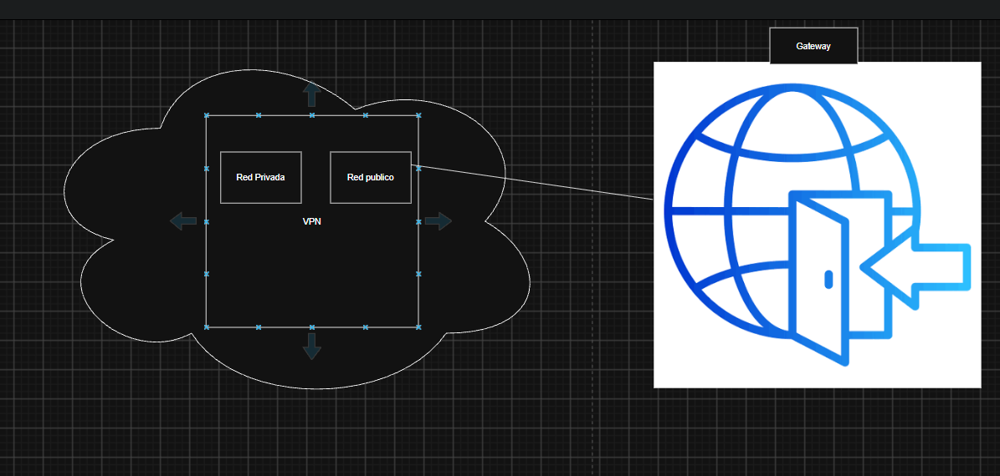 Gateway
Red Privada
Red publico
VPN